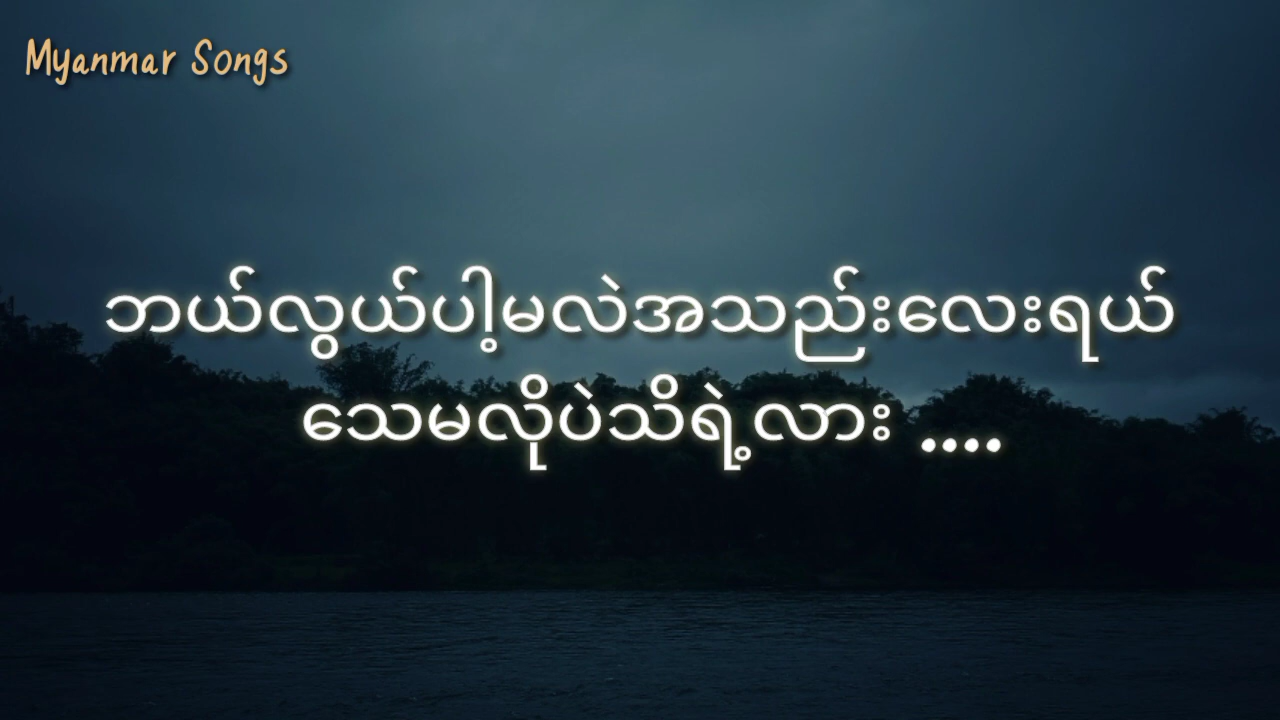 Myanmar Songs
ဘယ်လွယ်ပါ့မလဲအသည်းလေးရယ်
သေမလိုပဲသိရဲ့လား ....